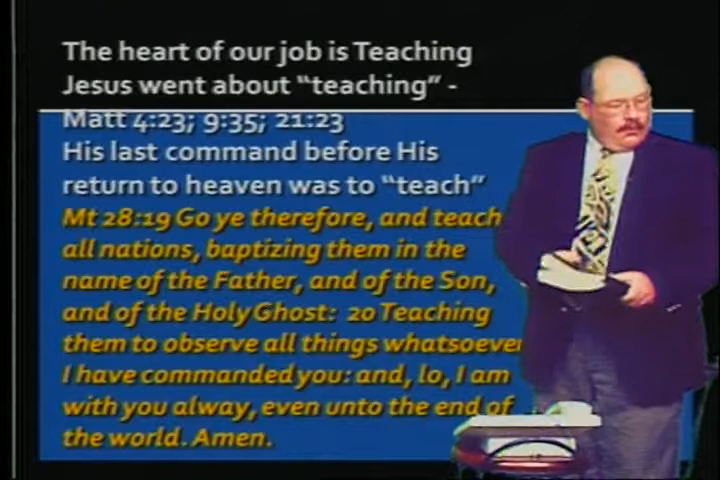 The heart of our job is Teaching
Jesus went about “teaching” -
Matt 4:23; 9:35; 21:23
His last command before His
return to heaven was to “teach”
Mt 28:19 Go ye therefore, and teach
all nations, baptizing them in the
name of the Father, and of the Son,
and of the Holy Ghost: 20 Teaching
them to observe all things whatsoever
I have commanded you: and, lo, I am
with you alway, even unto the end of
the world. Amen.